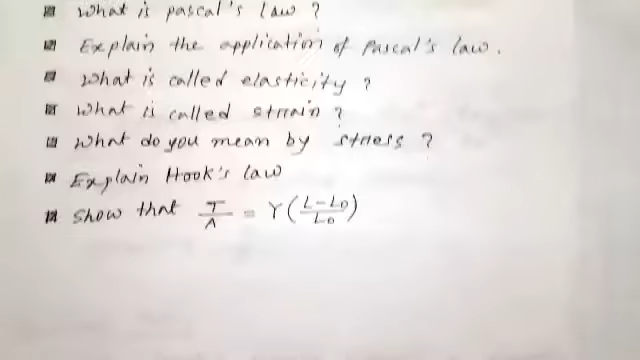 What is pascal's law ?
Explain the application of Pascal's law.
What is called elasticity ?
What is called strain ?
What do you mean by stress ?
Explain Hook's law
Show that T/A = Y((L-L₀)/L₀)